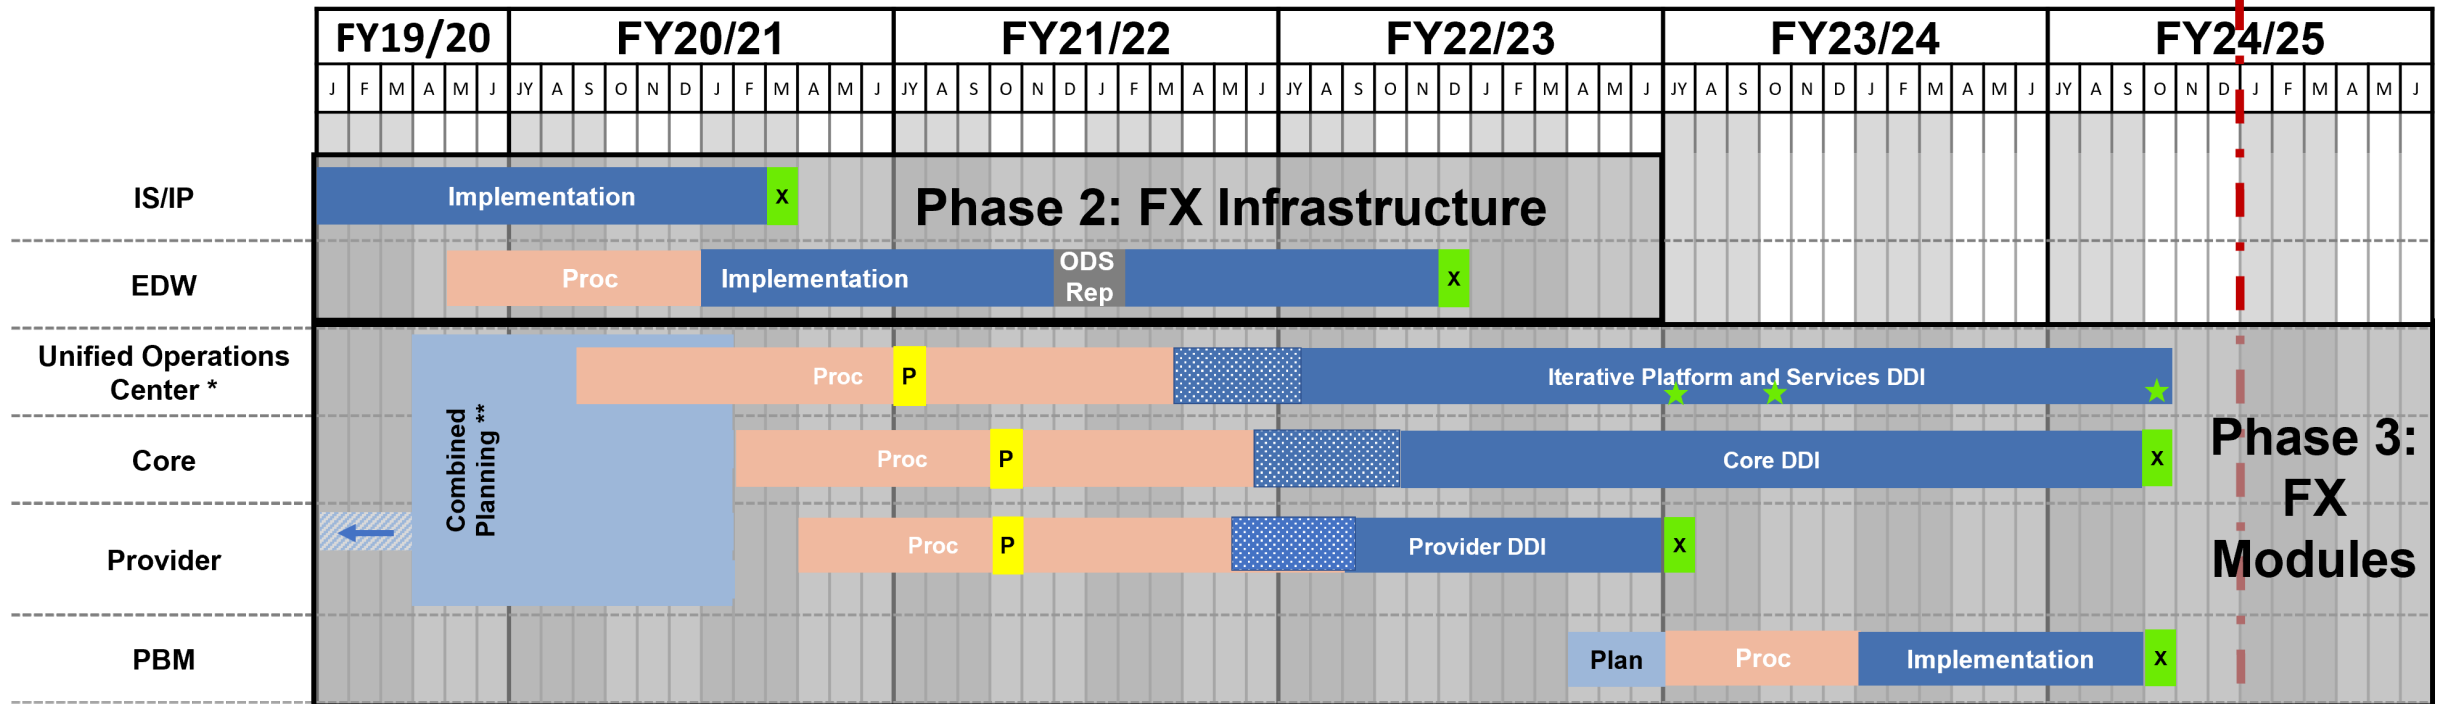 FY19/20 FY20/21 FY21/22 FY22/23 FY23/24 FY24/25
J F M A M J JY A S O N D J F M A M J JY A S O N D J F M A M J JY A S O N D J F M A M J JY A S O N D J F M A M J JY A S O N D J F M A M J
IS/IP Implementation X
Phase 2: FX Infrastructure
EDW Proc Implementation ODS
Rep X
Unified Operations
Center * Proc P Iterative Platform and Services DDI
Combined
Planning **
Core Proc P Core DDI X
Provider Proc P Provider DDI X
Phase 3:
FX
Modules
PBM Plan Proc Implementation X